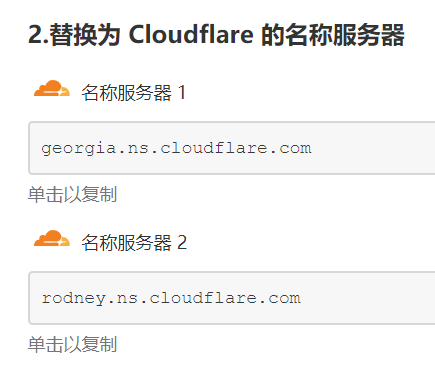 2.替换为 Cloudflare 的名称服务器
名称服务器 1
georgia.ns.cloudflare.com
单击以复制
名称服务器 2
rodney.ns.cloudflare.com
单击以复制